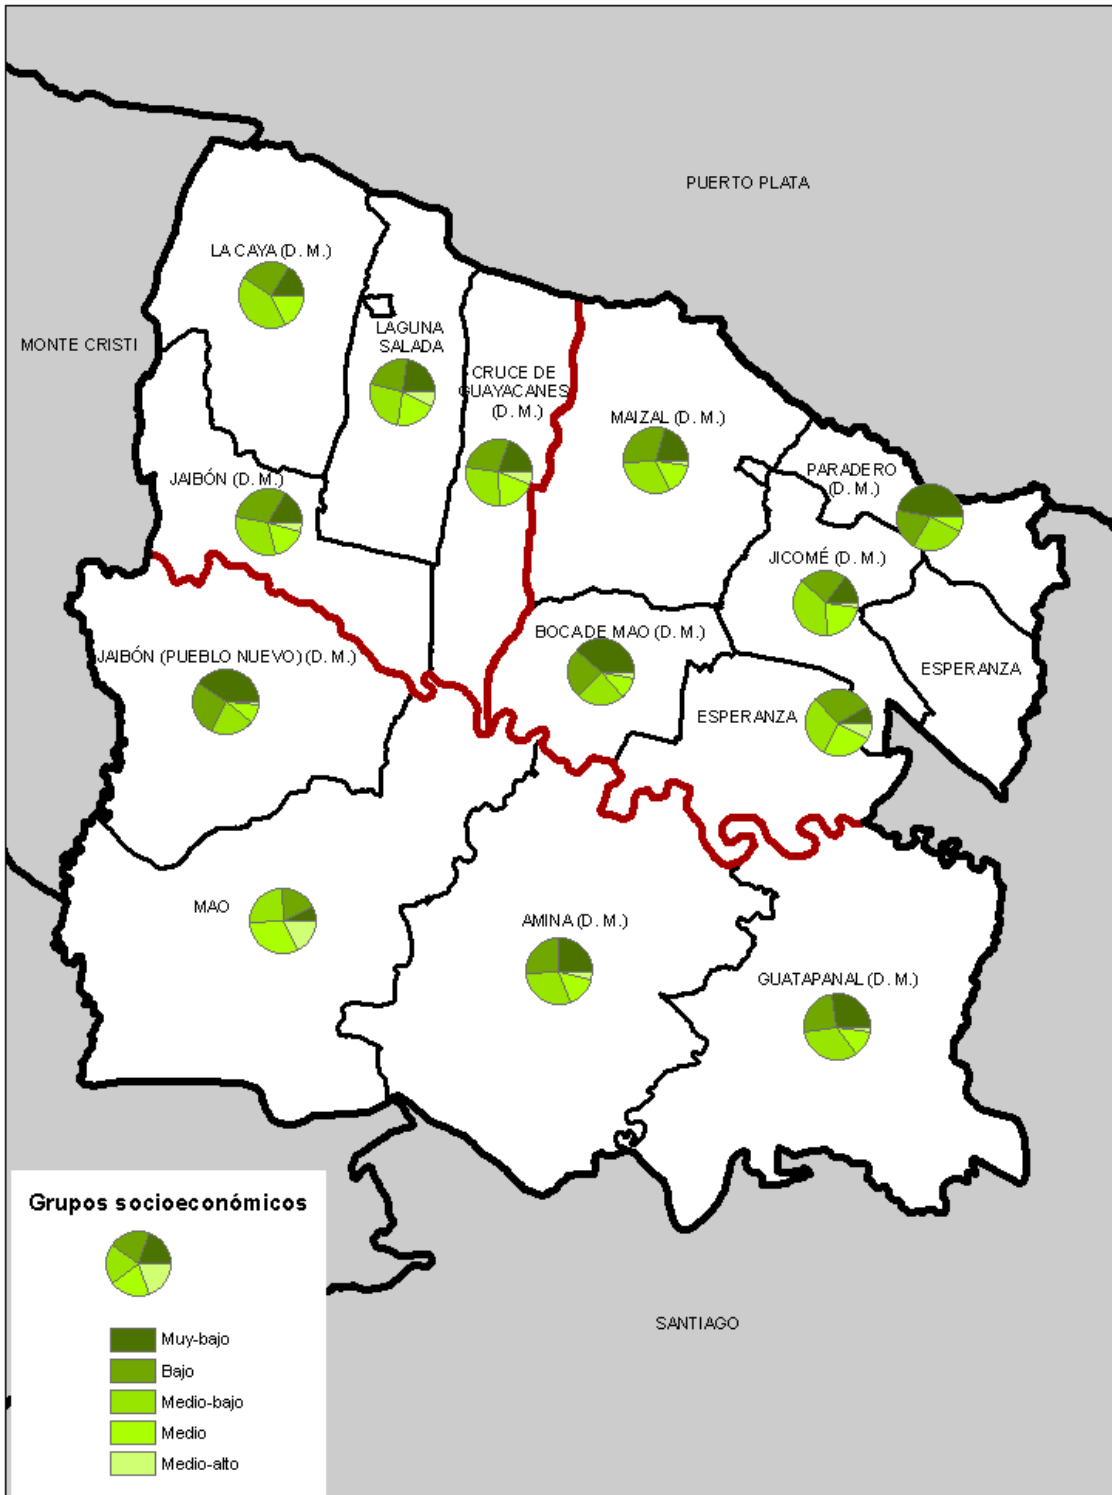 PUERTO PLATA
LA CAYA (D. M.)
MONTE CRISTI
LAGUNA
SALADA
CRUCE DE
GUAYACANES
(D. M.)
MAIZAL (D. M.)
PARADERO
(D. M.)
JAIBÓN (D. M.)
JICOMÉ (D. M.)
BOCA DE MAO (D. M.)
JAIBÓN (PUEBLO NUEVO) (D. M.)
ESPERANZA
ESPERANZA
MAO
AMINA (D. M.)
GUATAPANAL (D. M.)
Grupos socioeconómicos
Muy-bajo
Bajo
Medio-bajo
Medio
Medio-alto
SANTIAGO